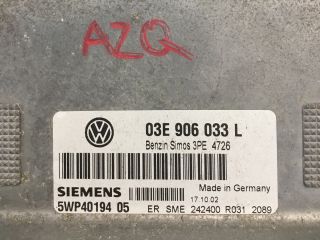 AZQ
03E 906 033 L
Benzin Simos 3PE 4726
Made in Germany
SIEMENS 17.10.02
5WP40194 05 ER SME 242400 R031 2089